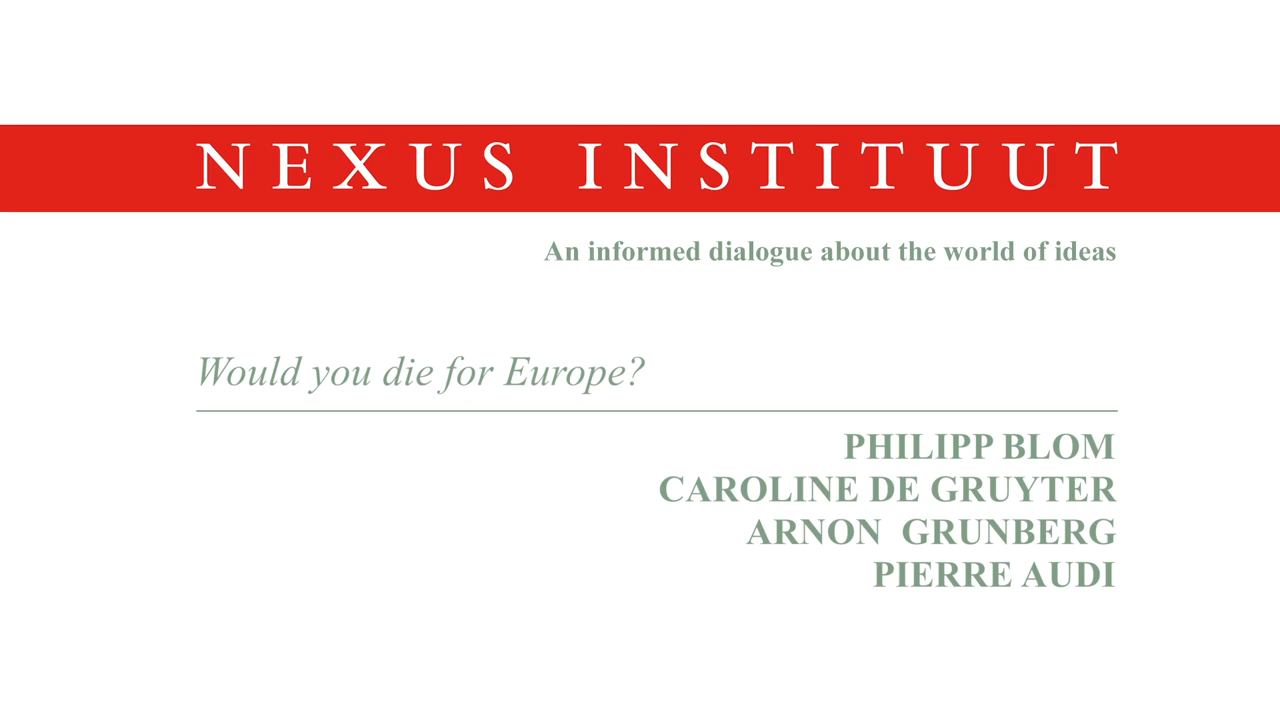 NEXUS INSTITUUT
An informed dialogue about the world of ideas
Would you die for Europe?
PHILIPP BLOM
CAROLINE DE GRUYTER
ARNON GRUNBERG
PIERRE AUDI